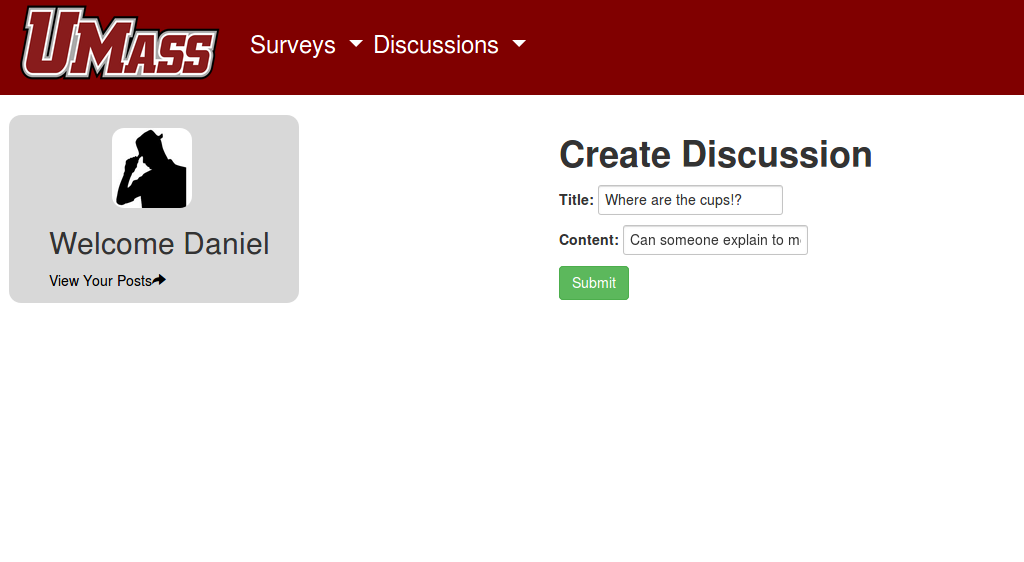 UMASS
Surveys Discussions
Welcome Daniel
View Your Posts
Create Discussion
Title: Where are the cups!?
Content: Can someone explain to m
Submit